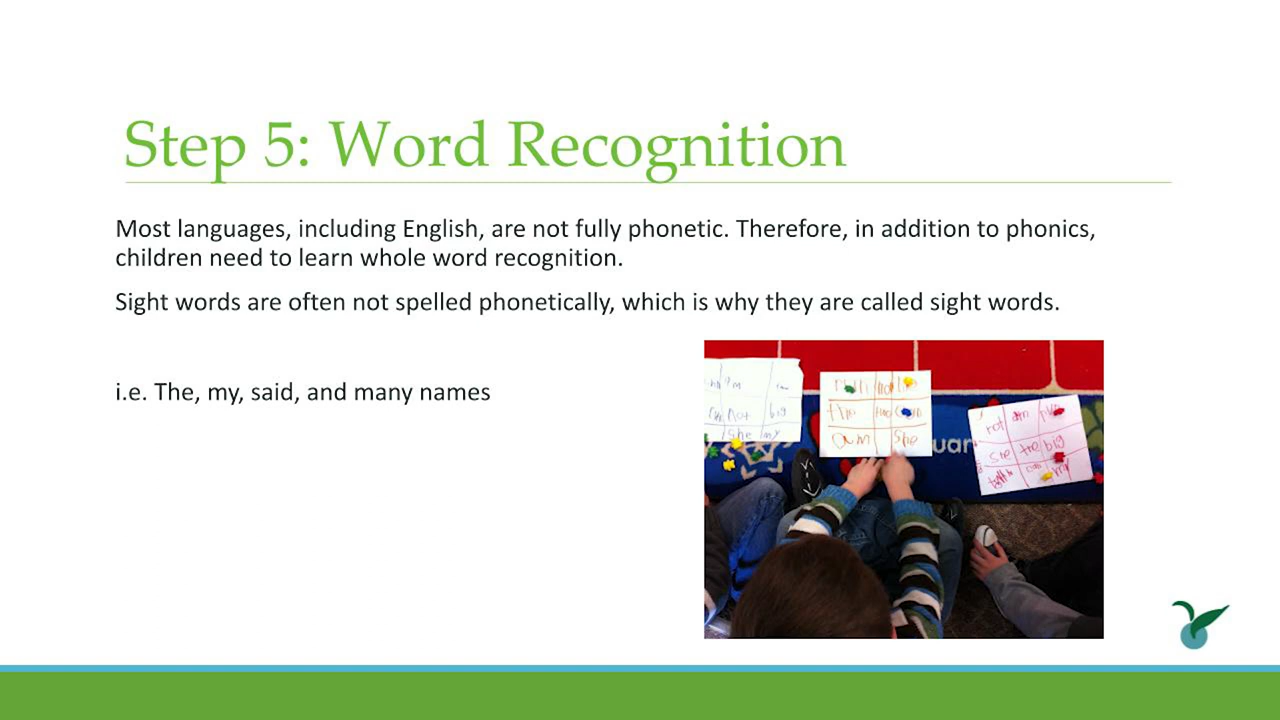 Step 5: Word Recognition
Most languages, including English, are not fully phonetic. Therefore, in addition to phonics,
children need to learn whole word recognition.
Sight words are often not spelled phonetically, which is why they are called sight words.
i.e. The, my, said, and many names
am
not big
she my
the
am she
not am
she the big
my